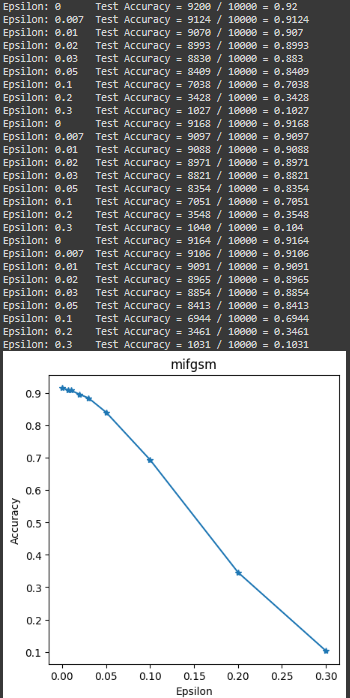 Epsilon: 0 Test Accuracy = 9200 / 10000 = 0.92
Epsilon: 0.007 Test Accuracy = 9124 / 10000 = 0.9124
Epsilon: 0.01 Test Accuracy = 9070 / 10000 = 0.907
Epsilon: 0.02 Test Accuracy = 8993 / 10000 = 0.8993
Epsilon: 0.03 Test Accuracy = 8830 / 10000 = 0.883
Epsilon: 0.05 Test Accuracy = 8409 / 10000 = 0.8409
Epsilon: 0.1 Test Accuracy = 7038 / 10000 = 0.7038
Epsilon: 0.2 Test Accuracy = 3428 / 10000 = 0.3428
Epsilon: 0.3 Test Accuracy = 1027 / 10000 = 0.1027
Epsilon: 0 Test Accuracy = 9168 / 10000 = 0.9168
Epsilon: 0.007 Test Accuracy = 9097 / 10000 = 0.9097
Epsilon: 0.01 Test Accuracy = 9088 / 10000 = 0.9088
Epsilon: 0.02 Test Accuracy = 8971 / 10000 = 0.8971
Epsilon: 0.03 Test Accuracy = 8821 / 10000 = 0.8821
Epsilon: 0.05 Test Accuracy = 8354 / 10000 = 0.8354
Epsilon: 0.1 Test Accuracy = 7051 / 10000 = 0.7051
Epsilon: 0.2 Test Accuracy = 3548 / 10000 = 0.3548
Epsilon: 0.3 Test Accuracy = 1040 / 10000 = 0.104
Epsilon: 0 Test Accuracy = 9164 / 10000 = 0.9164
Epsilon: 0.007 Test Accuracy = 9106 / 10000 = 0.9106
Epsilon: 0.01 Test Accuracy = 9091 / 10000 = 0.9091
Epsilon: 0.02 Test Accuracy = 8965 / 10000 = 0.8965
Epsilon: 0.03 Test Accuracy = 8854 / 10000 = 0.8854
Epsilon: 0.05 Test Accuracy = 8413 / 10000 = 0.8413
Epsilon: 0.1 Test Accuracy = 6944 / 10000 = 0.6944
Epsilon: 0.2 Test Accuracy = 3461 / 10000 = 0.3461
Epsilon: 0.3 Test Accuracy = 1031 / 10000 = 0.1031
mifgsm
Accuracy
0.9
0.8
0.7
0.6
0.5
0.4
0.3
0.2
0.1
0.00 0.05 0.10 0.15 0.20 0.25 0.30
Epsilon